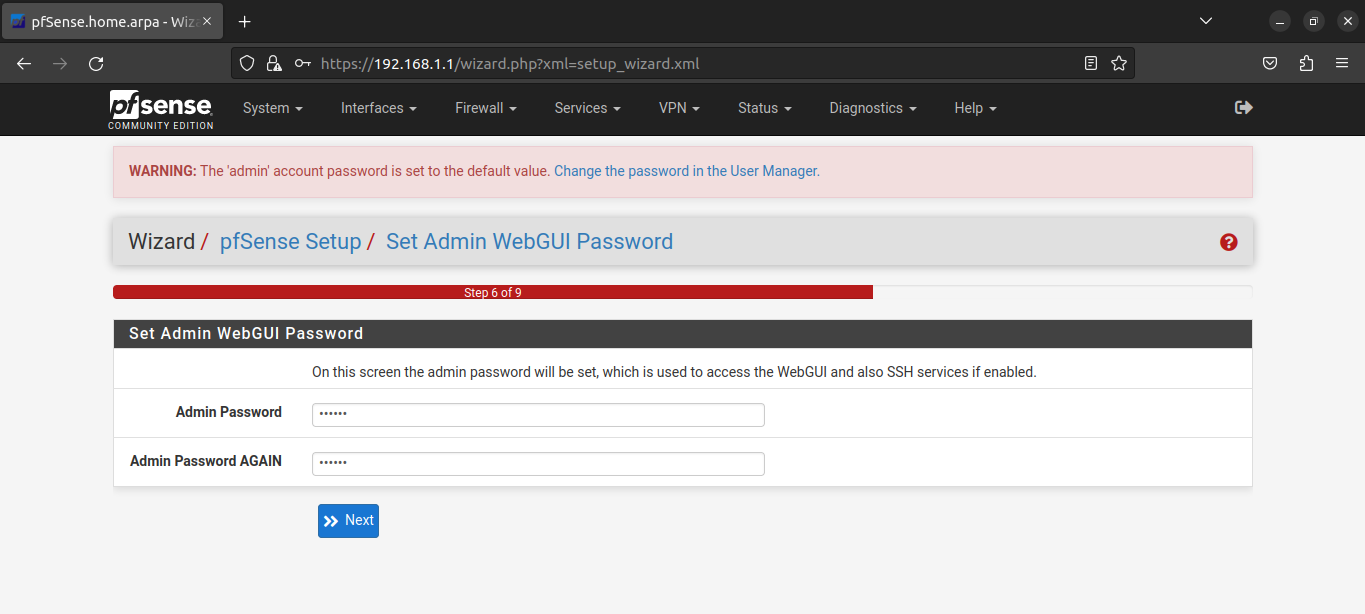 pfSense.home.arpa - Wiz
https://192.168.1.1/wizard.php?xml=setup_wizard.xml
pfsense
COMMUNITY EDITION
System Interfaces Firewall Services VPN Status Diagnostics Help
WARNING: The 'admin' account password is set to the default value. Change the password in the User Manager.
Wizard / pfSense Setup / Set Admin WebGUI Password
Step 6 of 9
Set Admin WebGUI Password
On this screen the admin password will be set, which is used to access the WebGUI and also SSH services if enabled.
Admin Password ••••••
Admin Password AGAIN ••••••
Next